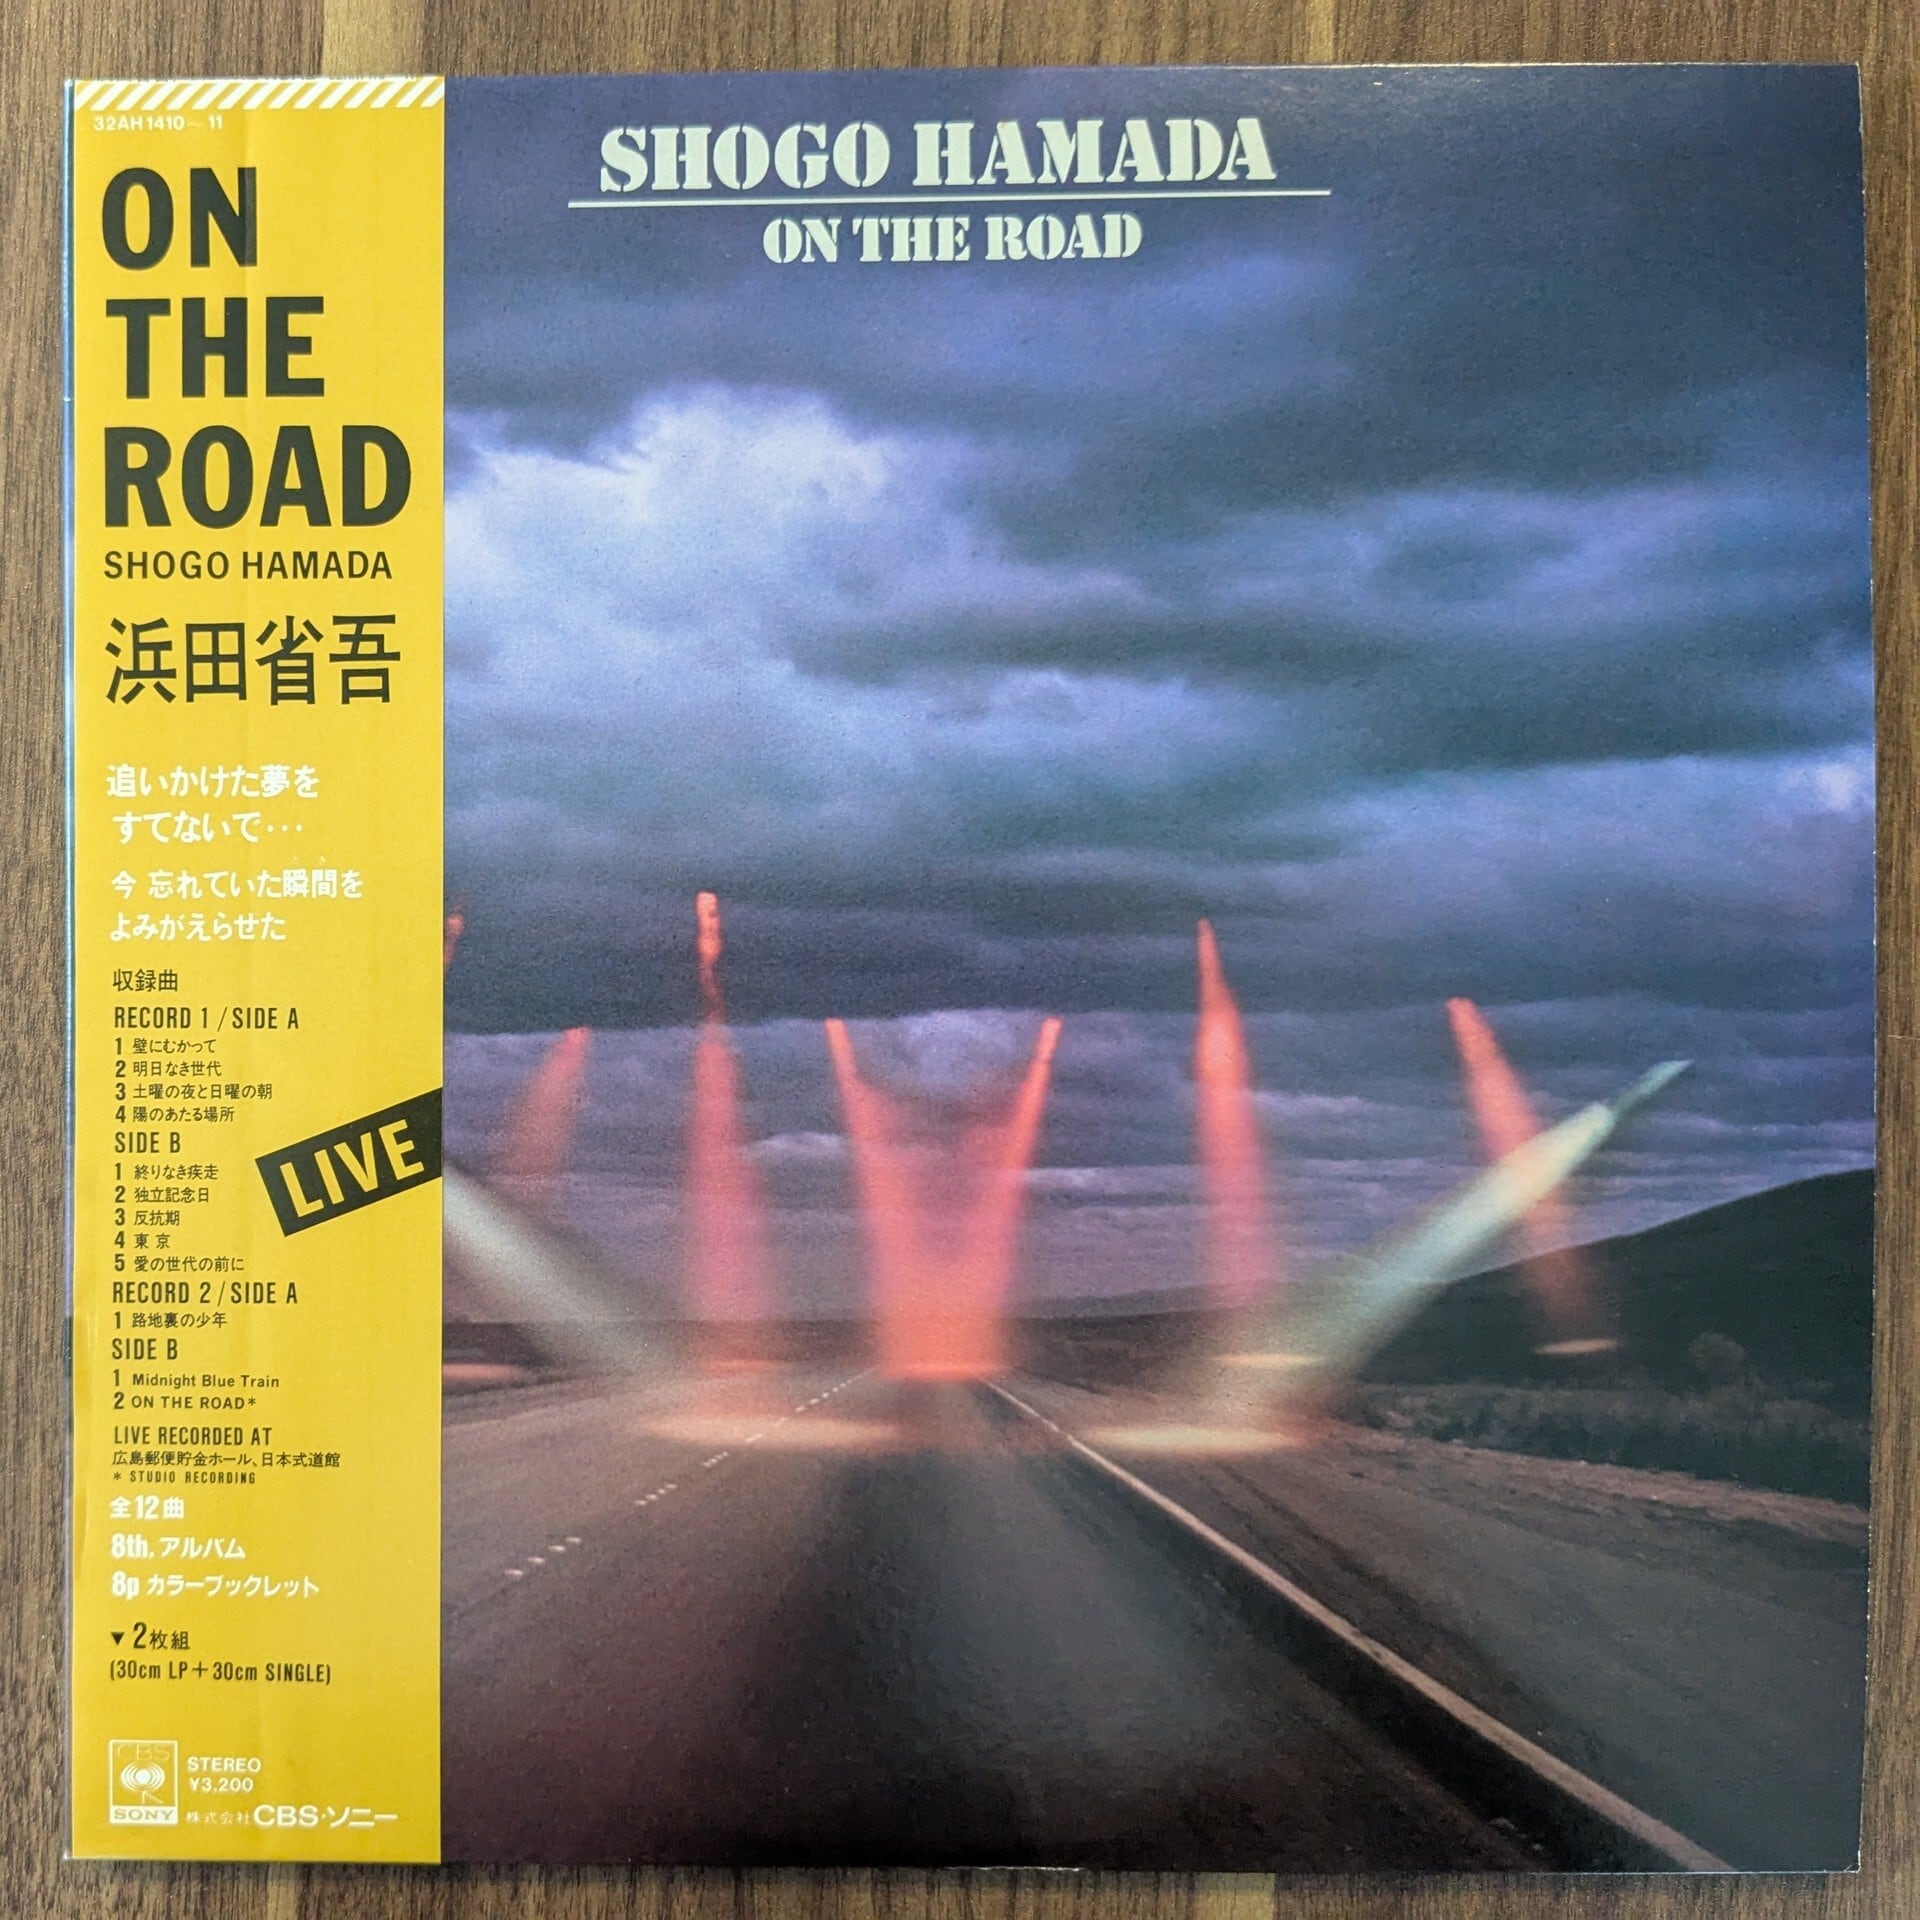 32AH 1410~11
ON
THE
ROAD
SHOGO HAMADA
浜田省吾
追いかけた夢を
すてないで…
今 忘れていた瞬間を
とき
よみがえらせた
収録曲
RECORD 1/SIDE A
1 壁にむかって
2 明日なき世代
3 土曜の夜と日曜の朝
4 陽のあたる場所
SIDE B
1 終りなき疾走
2 独立記念日
3 反抗期
4 東京
5 愛の世代の前に
RECORD 2/SIDE A
1 路地裏の少年
SIDE B
1 Midnight Blue Train
2 ON THE ROAD*
LIVE
LIVE RECORDED AT
広島郵便貯金ホール、日本武道館
* STUDIO RECORDING
全12曲
8th. アルバム
8p カラーブックレット
▼2枚組
(30cm LP+30cm SINGLE)
CBS
SONY
STEREO
¥3,200
株式会社 CBS・ソニー
SHOGO HAMADA
ON THE ROAD